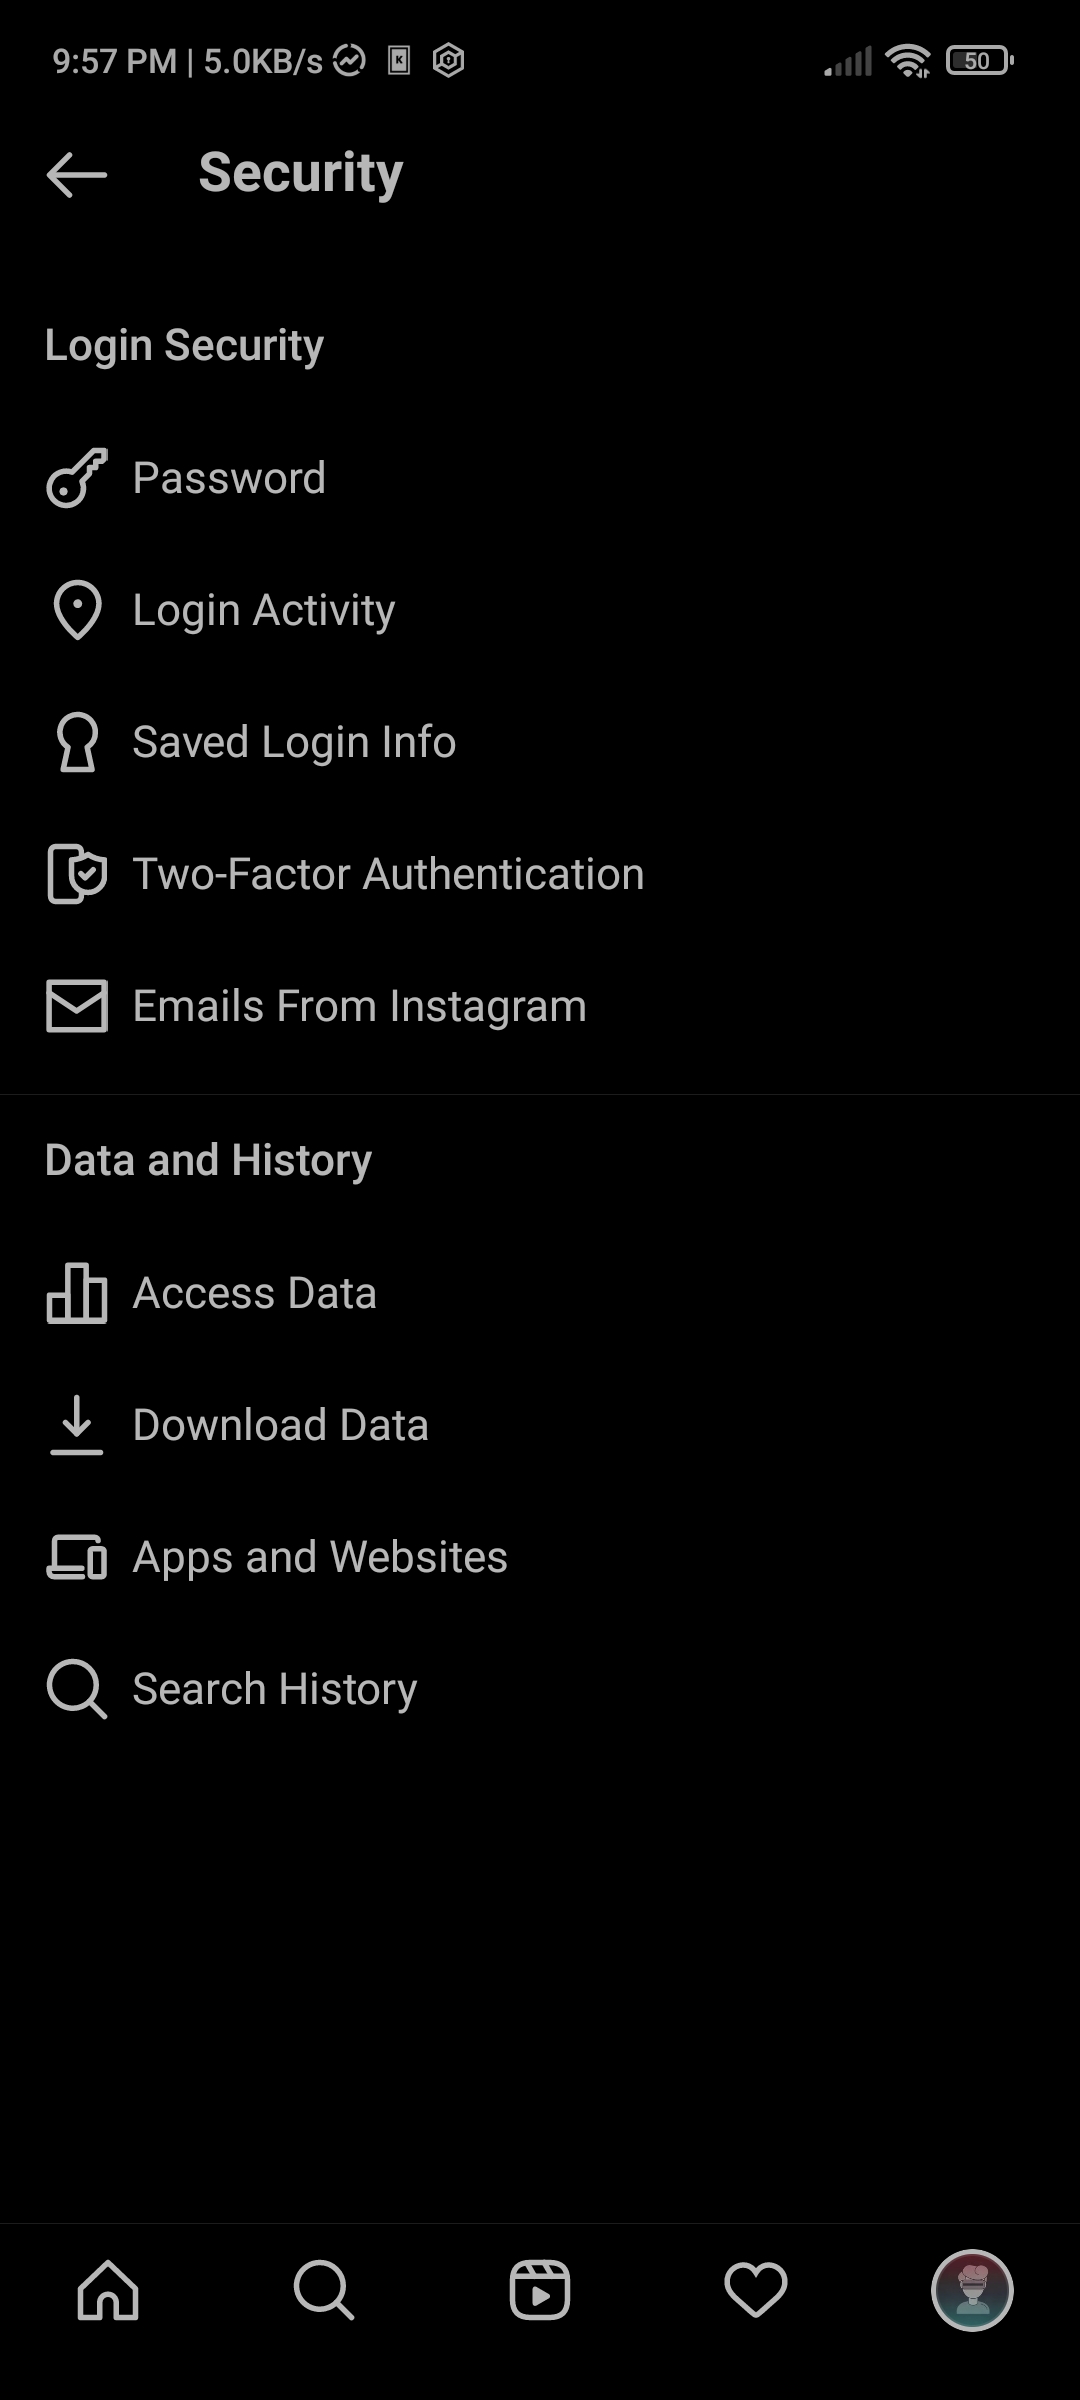 9:57 PM | 5.0KB/s K 50
Security
Login Security
Password
Login Activity
Saved Login Info
Two-Factor Authentication
Emails From Instagram
Data and History
Access Data
Download Data
Apps and Websites
Search History